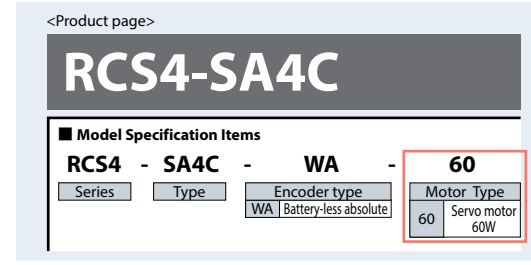 <Product page>
RCS4-SA4C
■ Model Specification Items
RCS4 - SA4C - WA - 60
Series Type Encoder type Motor Type
WA Battery-less absolute 60 Servo motor
60W